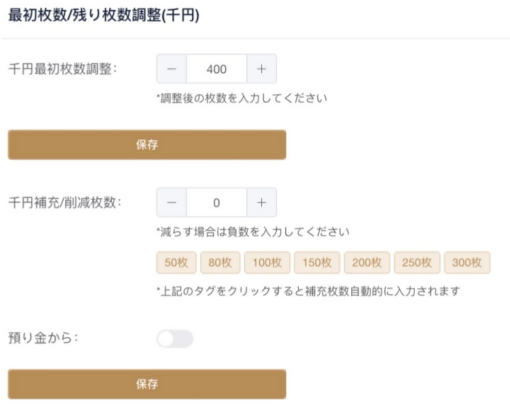 最初枚数/残り枚数調整(千円)
千円最初枚数調整:
− 400 +
*調整後の枚数を入力してください
保存
千円補充/削減枚数:
− 0 +
*減らす場合は負数を入力してください
50枚 80枚 100枚 150枚 200枚 250枚 300枚
*上記のタグをクリックすると補充枚数自動的に入力されます
預り金から:
保存